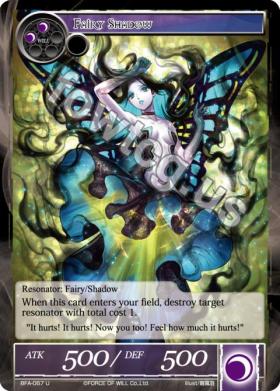 FAIRY SHADOW
WILL
fowtcg.us
Resonator: Fairy/Shadow
When this card enters your field, destroy target
resonator with total cost 1.
"It hurts! It hurts! Now you too! Feel how much it hurts!"
ATK 500/ DEF 500
BFA-067 U ©FORCE OF WILL Co.,Ltd.